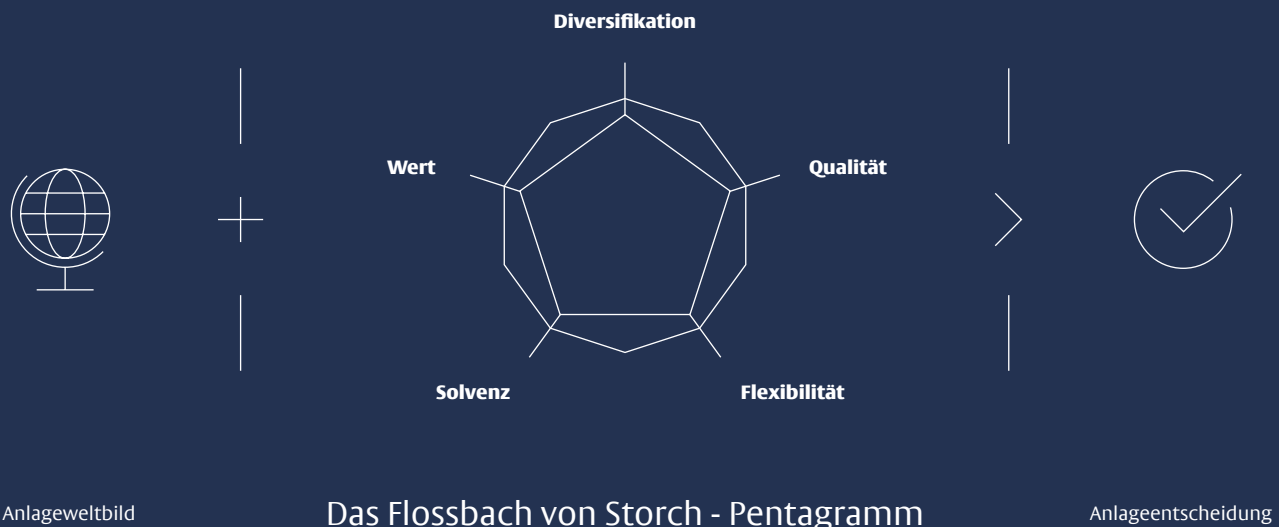 Diversifikation
Wert
Qualität
Solvenz
Flexibilität
Anlageweltbild
Das Flossbach von Storch - Pentagramm
Anlageentscheidung